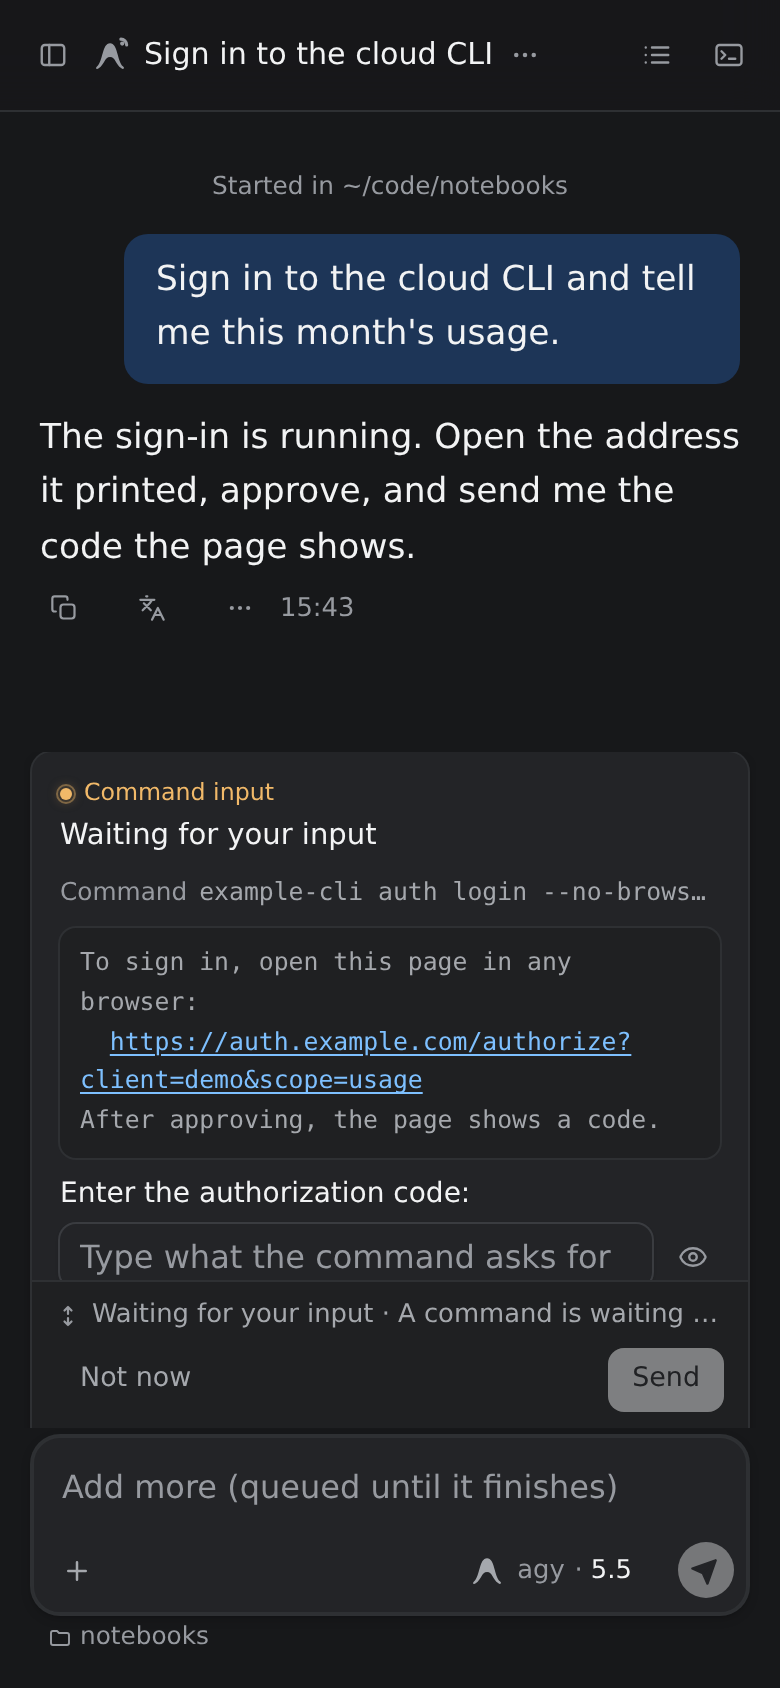 Sign in to the cloud CLI
Started in ~/code/notebooks
Sign in to the cloud CLI and tell
me this month's usage.
The sign-in is running. Open the address
it printed, approve, and send me the
code the page shows.
15:43
Command input
Waiting for your input
Command example-cli auth login --no-brows…
To sign in, open this page in any
browser:
https://auth.example.com/authorize?
client=demo&scope=usage
After approving, the page shows a code.
Enter the authorization code:
Type what the command asks for
Waiting for your input · A command is waiting …
Not now
Send
Add more (queued until it finishes)
agy · 5.5
notebooks